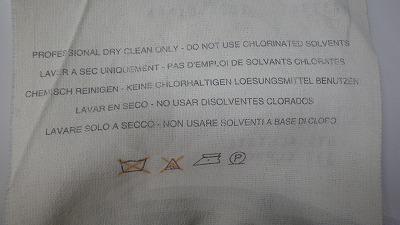 PROFESSIONAL DRY CLEAN ONLY - DO NOT USE CHLORINATED SOLVENTS
LAVAR A SEC UNIQUEMENT - PAS D'EMPLOI DE SOLVANTS CHLORATES
CHEMISCH REINIGEN - KEINE CHLORHALTIGEN LOESUNGSMITTEL BENUTZEN
LAVAR EN SECO - NO USAR DISOLVENTES CLORADOS
LAVARE SOLO A SECCO - NON USARE SOLVENTI A BASE DI CLORO
P